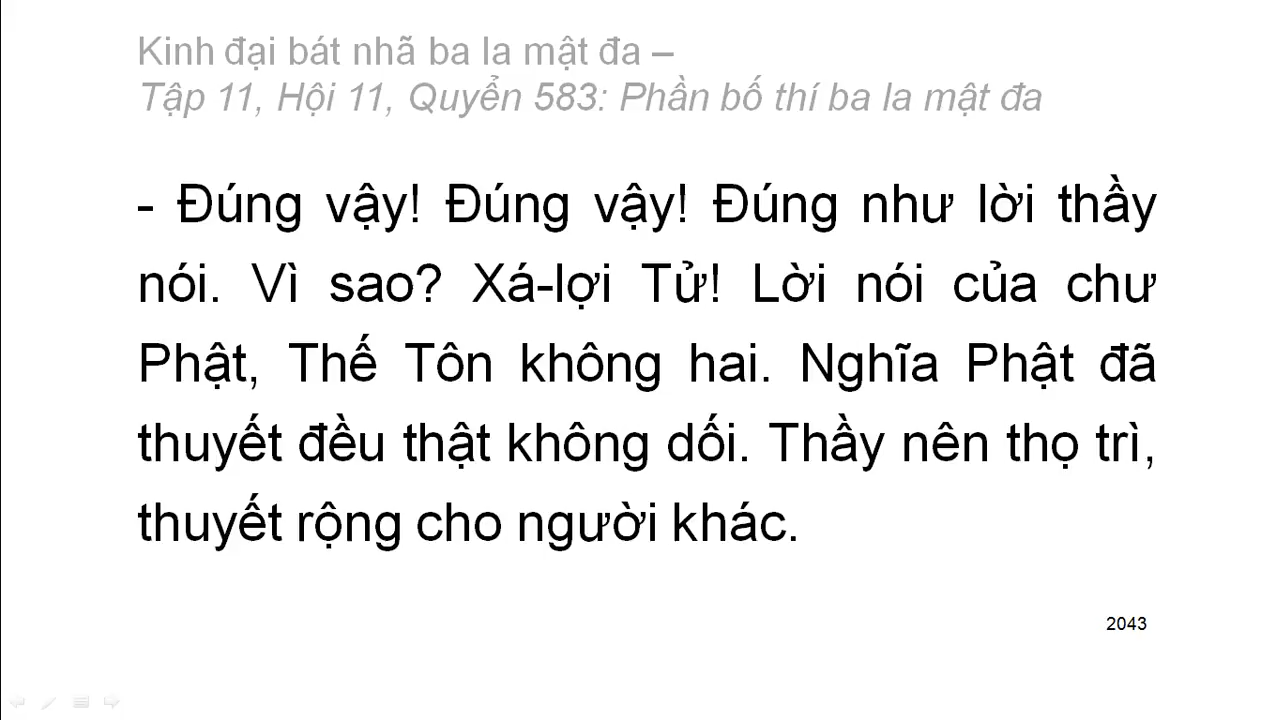 Kinh đại bát nhã ba la mật đa –
Tập 11, Hội 11, Quyển 583: Phần bố thí ba la mật đa
- Đúng vậy! Đúng vậy! Đúng như lời thầy
nói. Vì sao? Xá-lợi Tử! Lời nói của chư
Phật, Thế Tôn không hai. Nghĩa Phật đã
thuyết đều thật không dối. Thầy nên thọ trì,
thuyết rộng cho người khác.
2043